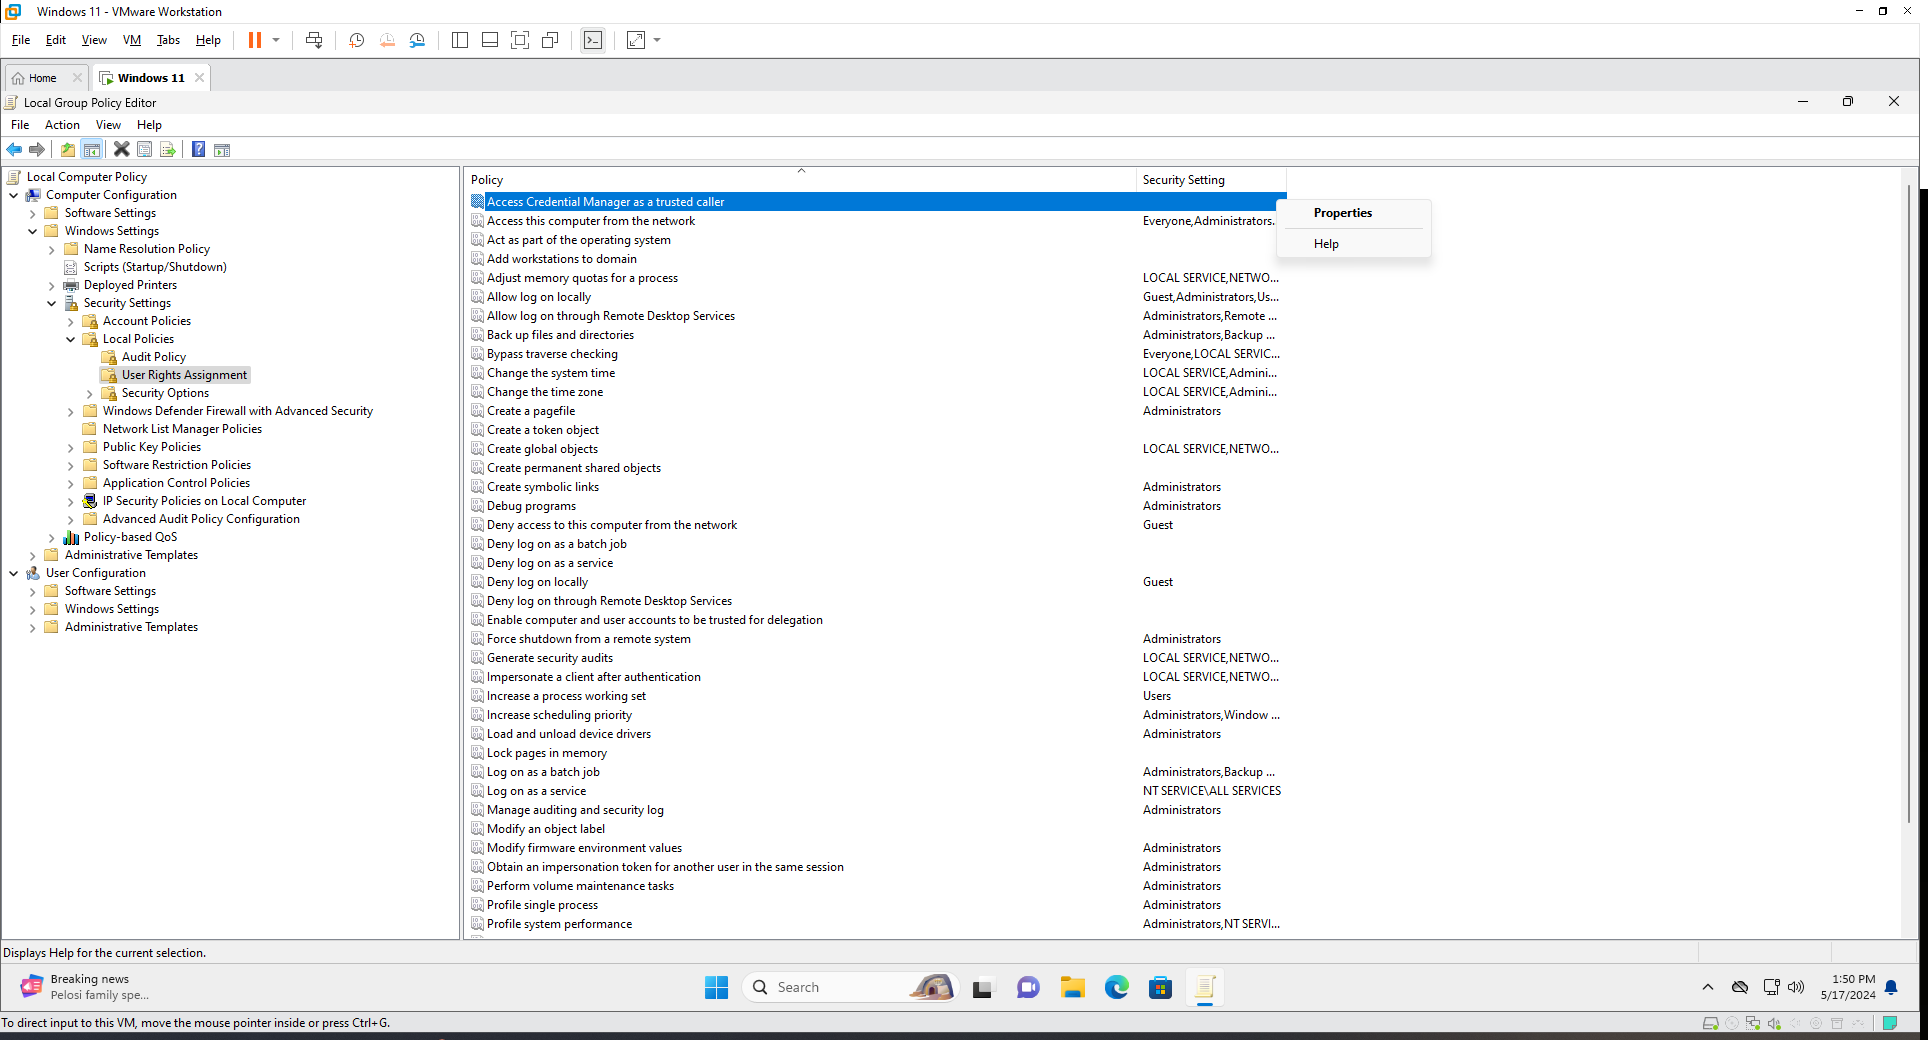 Windows 11 - VMware Workstation
File Edit View VM Tabs Help
Home Windows 11
Local Group Policy Editor
File Action View Help
Local Computer Policy
Computer Configuration
Software Settings
Windows Settings
Name Resolution Policy
Scripts (Startup/Shutdown)
Deployed Printers
Security Settings
Account Policies
Local Policies
Audit Policy
User Rights Assignment
Security Options
Windows Defender Firewall with Advanced Security
Network List Manager Policies
Public Key Policies
Software Restriction Policies
Application Control Policies
IP Security Policies on Local Computer
Advanced Audit Policy Configuration
Policy-based QoS
Administrative Templates
User Configuration
Software Settings
Windows Settings
Administrative Templates
Policy Security Setting
Access Credential Manager as a trusted caller
Access this computer from the network Everyone,Administrators.
Act as part of the operating system
Add workstations to domain
Adjust memory quotas for a process LOCAL SERVICE,NETWO...
Allow log on locally Guest,Administrators,Us...
Allow log on through Remote Desktop Services Administrators,Remote ...
Back up files and directories Administrators,Backup ...
Bypass traverse checking Everyone,LOCAL SERVIC...
Change the system time LOCAL SERVICE,Admini...
Change the time zone LOCAL SERVICE,Admini...
Create a pagefile Administrators
Create a token object
Create global objects LOCAL SERVICE,NETWO...
Create permanent shared objects
Create symbolic links Administrators
Debug programs Administrators
Deny access to this computer from the network Guest
Deny log on as a batch job
Deny log on as a service
Deny log on locally Guest
Deny log on through Remote Desktop Services
Enable computer and user accounts to be trusted for delegation
Force shutdown from a remote system Administrators
Generate security audits LOCAL SERVICE,NETWO...
Impersonate a client after authentication LOCAL SERVICE,NETWO...
Increase a process working set Users
Increase scheduling priority Administrators,Window ...
Load and unload device drivers Administrators
Lock pages in memory
Log on as a batch job Administrators,Backup ...
Log on as a service NT SERVICE\ALL SERVICES
Manage auditing and security log Administrators
Modify an object label
Modify firmware environment values Administrators
Obtain an impersonation token for another user in the same session Administrators
Perform volume maintenance tasks Administrators
Profile single process Administrators
Profile system performance Administrators,NT SERVI...
Properties
Help
Displays Help for the current selection.
Breaking news
Pelosi family spe...
Search
1:50 PM
5/17/2024
To direct input to this VM, move the mouse pointer inside or press Ctrl+G.